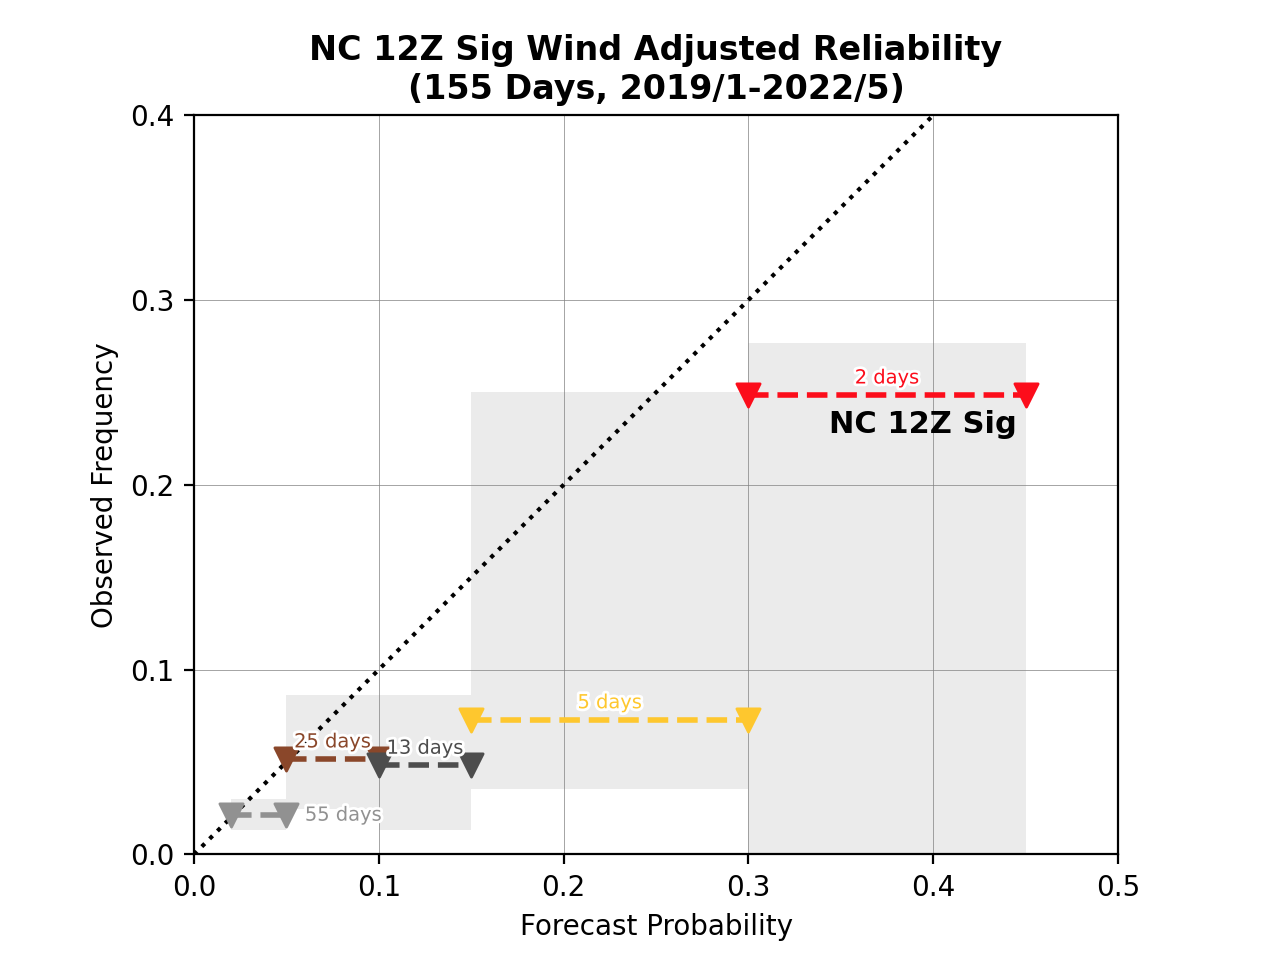 NC 12Z Sig Wind Adjusted Reliability
(155 Days, 2019/1-2022/5)
0.4
0.3
0.2
0.1
0.0
Observed Frequency
2 days
NC 12Z Sig
5 days
25 days
13 days
55 days
0.0 0.1 0.2 0.3 0.4 0.5
Forecast Probability